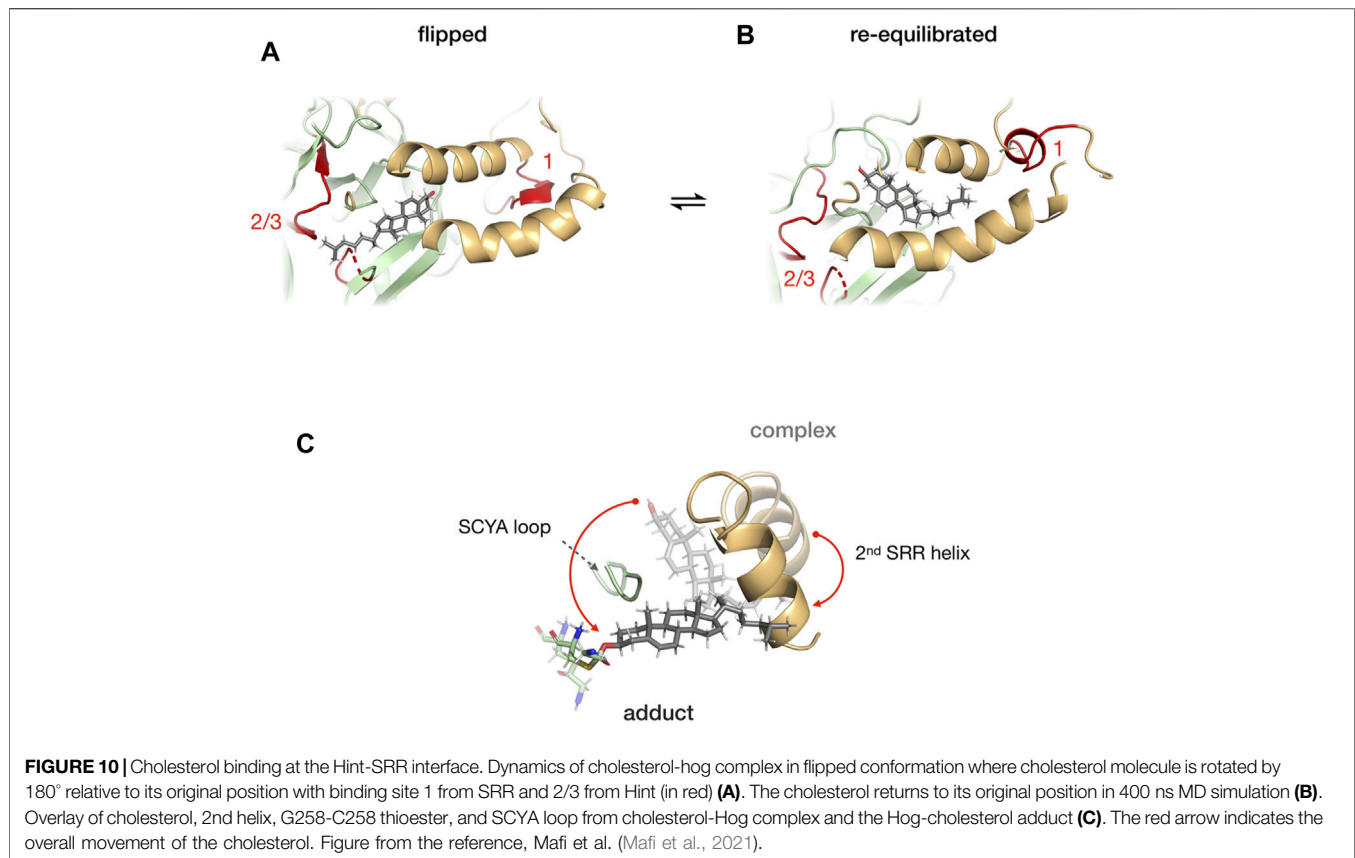 flipped
re-equilibrated
A
B
1
1
2/3
2/3
C
complex
SCYA loop
2nd SRR helix
adduct
FIGURE 10 | Cholesterol binding at the Hint-SRR interface. Dynamics of cholesterol-hog complex in flipped conformation where cholesterol molecule is rotated by
180° relative to its original position with binding site 1 from SRR and 2/3 from Hint (in red) (A). The cholesterol returns to its original position in 400 ns MD simulation (B).
Overlay of cholesterol, 2nd helix, G258-C258 thioester, and SCYA loop from cholesterol-Hog complex and the Hog-cholesterol adduct (C). The red arrow indicates the
overall movement of the cholesterol. Figure from the reference, Mafi et al. (Mafi et al., 2021).